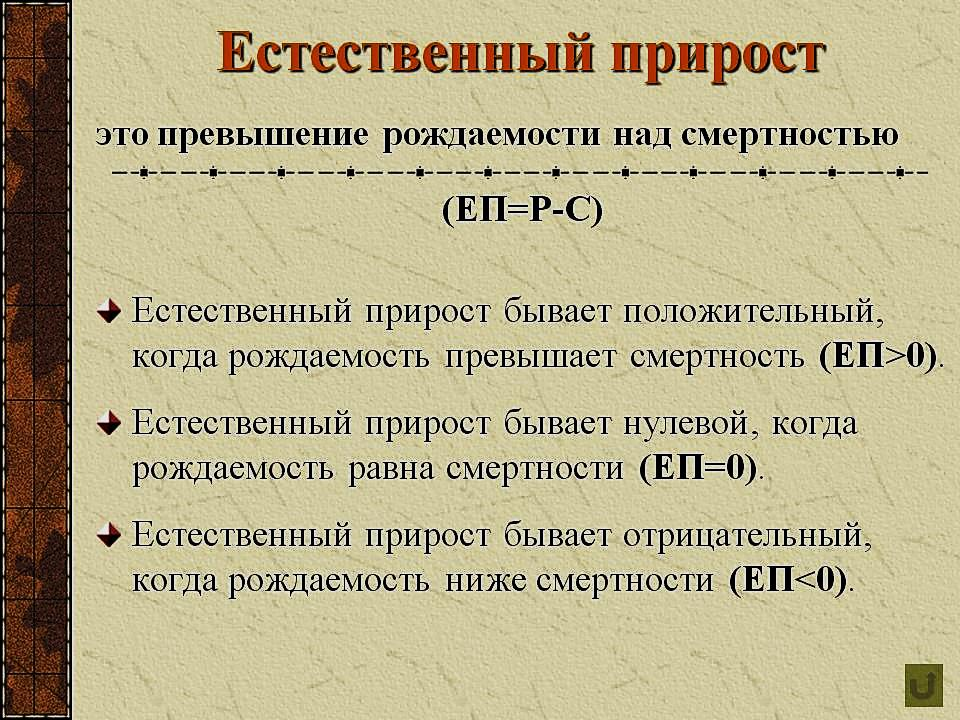 Естественный прирост
это превышение рождаемости над смертностью
(ЕП=Р-С)
Естественный прирост бывает положительный,
когда рождаемость превышает смертность (ЕП>0).
Естественный прирост бывает нулевой, когда
рождаемость равна смертности (ЕП=0).
Естественный прирост бывает отрицательный,
когда рождаемость ниже смертности (ЕП<0).